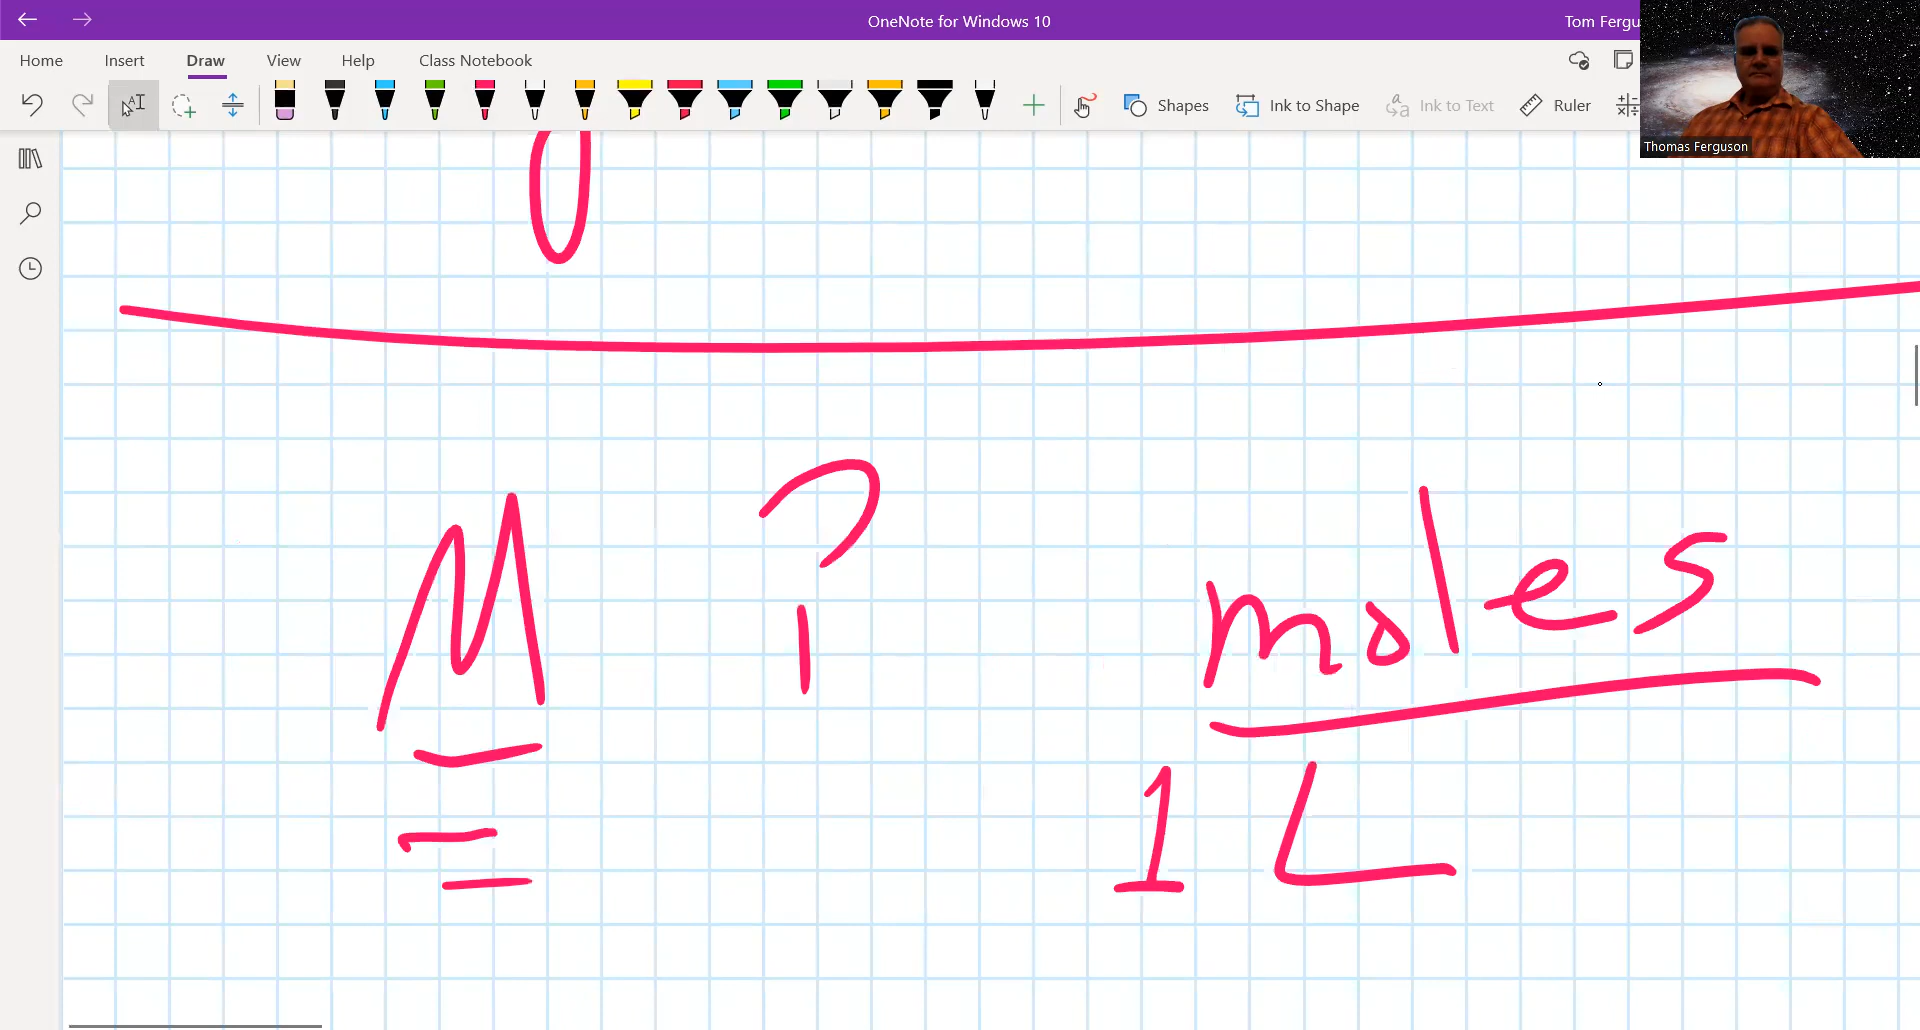 OneNote for Windows 10
Tom Fergu
Home Insert Draw View Help Class Notebook
Shapes Ink to Shape Ink to Text Ruler
Thomas Ferguson
M ? moles
= 1 L